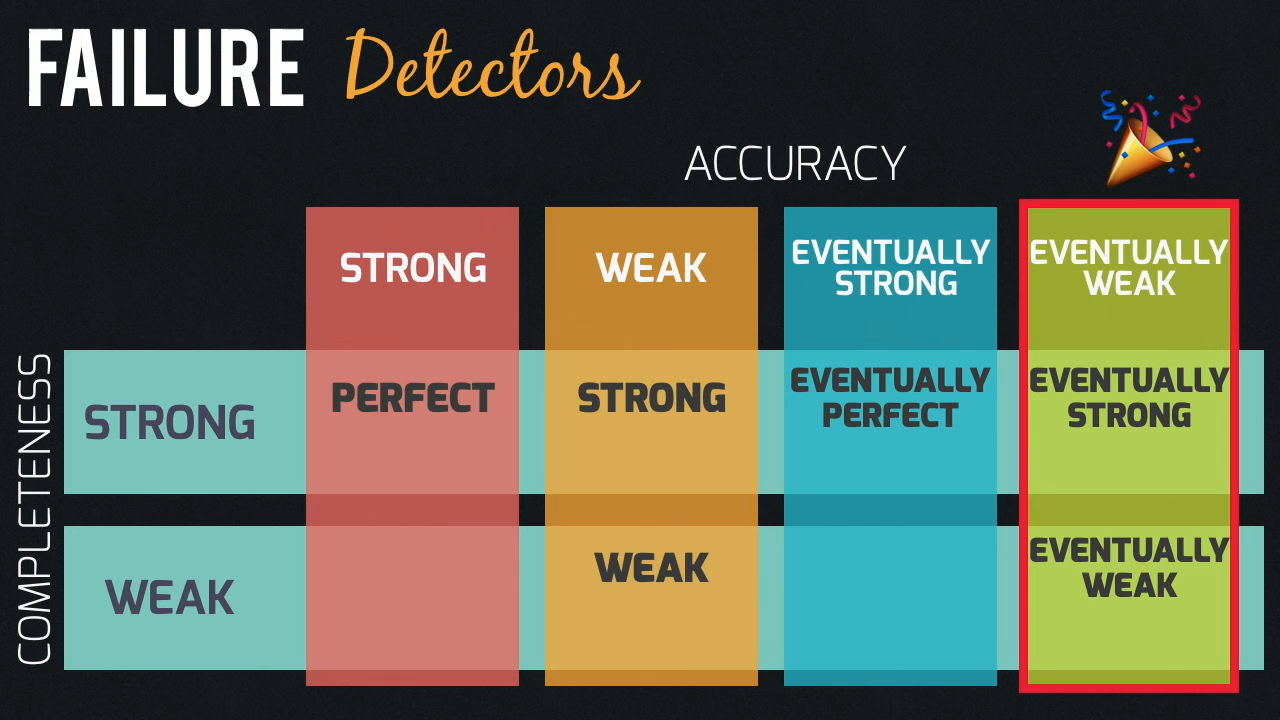 FAILURE Detectors
ACCURACY
STRONG
WEAK
EVENTUALLY
STRONG
EVENTUALLY
WEAK
COMPLETENESS
STRONG
PERFECT
STRONG
EVENTUALLY
PERFECT
EVENTUALLY
STRONG
WEAK
WEAK
EVENTUALLY
WEAK